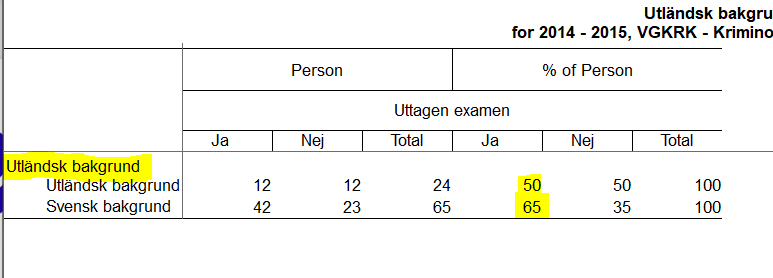 Utländsk bakgru
for 2014 - 2015, VGKRK - Krimino
Person % of Person
Uttagen examen
Ja Nej Total Ja Nej Total
Utländsk bakgrund
Utländsk bakgrund 12 12 24 50 50 100
Svensk bakgrund 42 23 65 65 35 100